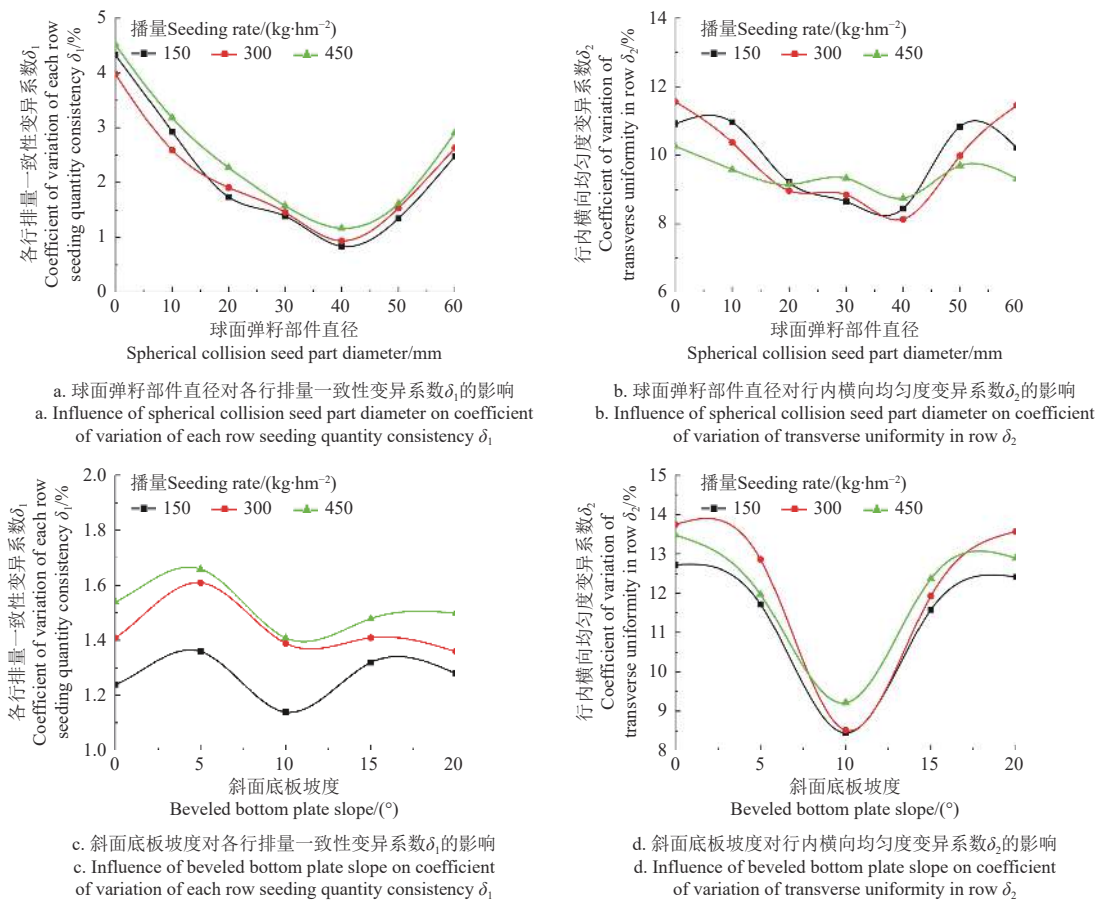 各行排量一致性变异系数δ₁
Coefficient of variation of each row
seeding quantity consistency δ₁/%
5
4
3
2
1
0
播量Seeding rate/(kg·hm⁻²)
150 300 450
0 10 20 30 40 50 60
球面弹籽部件直径
Spherical collision seed part diameter/mm
a. 球面弹籽部件直径对各行排量一致性变异系数δ₁的影响
a. Influence of spherical collision seed part diameter on coefficient
of variation of each row seeding quantity consistency δ₁
行内横向均匀度变异系数δ₂
Coefficient of variation of
transverse uniformity in row δ₂/%
14
12
10
8
6
播量Seeding rate/(kg·hm⁻²)
150 300 450
0 10 20 30 40 50 60
球面弹籽部件直径
Spherical collision seed part diameter/mm
b. 球面弹籽部件直径对行内横向均匀度变异系数δ₂的影响
b. Influence of spherical collision seed part diameter on coefficient
of variation of transverse uniformity in row δ₂
各行排量一致性变异系数δ₁
Coefficient of variation of each row
seeding quantity consistency δ₁/%
2.0
1.8
1.6
1.4
1.2
1.0
播量Seeding rate/(kg·hm⁻²)
150 300 450
0 5 10 15 20
斜面底板坡度
Beveled bottom plate slope/(°)
c. 斜面底板坡度对各行排量一致性变异系数δ₁的影响
c. Influence of beveled bottom plate slope on coefficient
of variation of each row seeding quantity consistency δ₁
行内横向均匀度变异系数δ₂
Coefficient of variation of
transverse uniformity in row δ₂/%
15
14
13
12
11
10
9
8
播量Seeding rate/(kg·hm⁻²)
150 300 450
0 5 10 15 20
斜面底板坡度
Beveled bottom plate slope/(°)
d. 斜面底板坡度对行内横向均匀度变异系数δ₂的影响
d. Influence of beveled bottom plate slope on coefficient
of variation of transverse uniformity in row δ₂